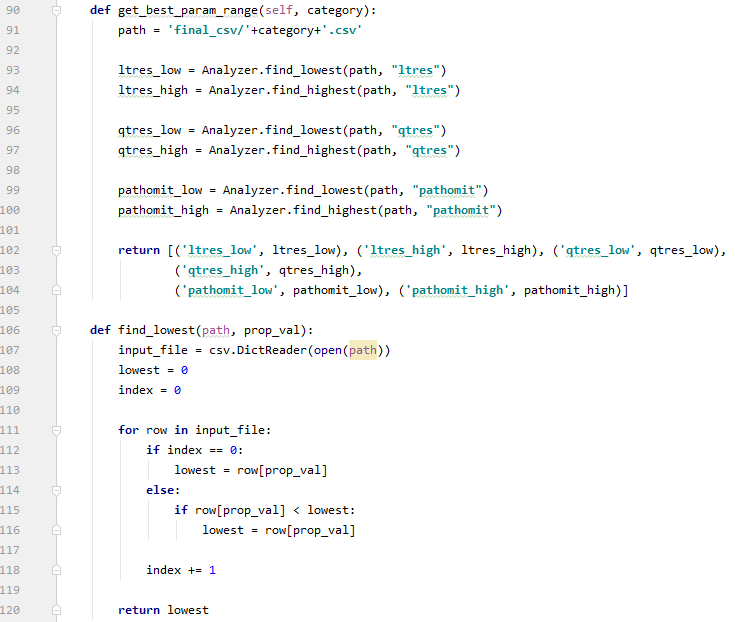 90 def get_best_param_range(self, category):
91 path = 'final_csv/'+category+'.csv'
92
93 ltres_low = Analyzer.find_lowest(path, "ltres")
94 ltres_high = Analyzer.find_highest(path, "ltres")
95
96 qtres_low = Analyzer.find_lowest(path, "qtres")
97 qtres_high = Analyzer.find_highest(path, "qtres")
98
99 pathomit_low = Analyzer.find_lowest(path, "pathomit")
100 pathomit_high = Analyzer.find_highest(path, "pathomit")
101
102 return [('ltres_low', ltres_low), ('ltres_high', ltres_high), ('qtres_low', qtres_low),
103 ('qtres_high', qtres_high),
104 ('pathomit_low', pathomit_low), ('pathomit_high', pathomit_high)]
105
106 def find_lowest(path, prop_val):
107 input_file = csv.DictReader(open(path))
108 lowest = 0
109 index = 0
110
111 for row in input_file:
112 if index == 0:
113 lowest = row[prop_val]
114 else:
115 if row[prop_val] < lowest:
116 lowest = row[prop_val]
117
118 index += 1
119
120 return lowest